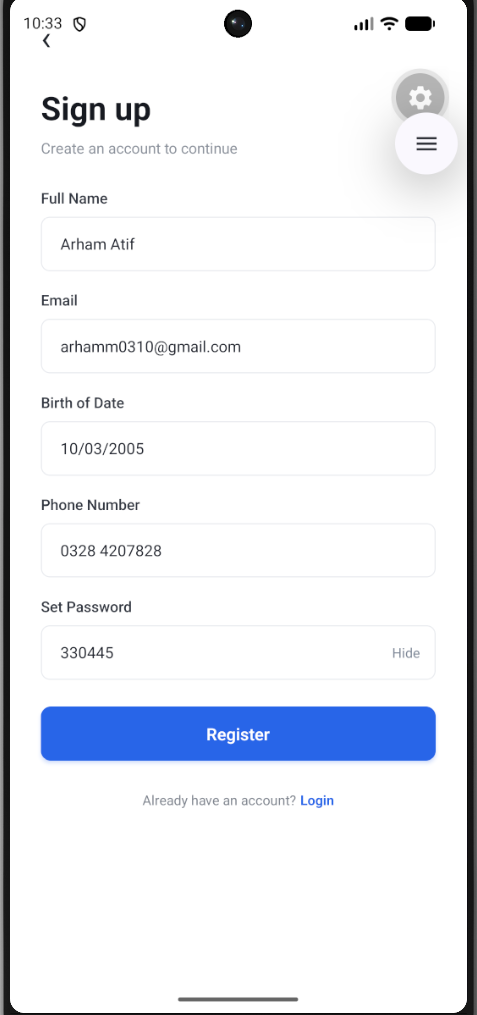 10:33
Sign up
Create an account to continue
Full Name
Arham Atif
Email
arhamm0310@gmail.com
Birth of Date
10/03/2005
Phone Number
0328 4207828
Set Password
330445 Hide
Register
Already have an account? Login